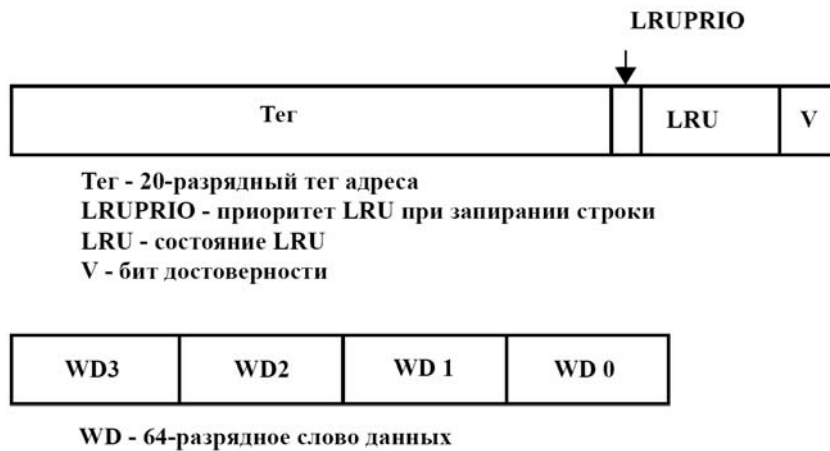 LRUPRIO
Тег LRU V
Тег - 20-разрядный тег адреса
LRUPRIO - приоритет LRU при запирании строки
LRU - состояние LRU
V - бит достоверности
WD3 WD2 WD 1 WD 0
WD - 64-разрядное слово данных